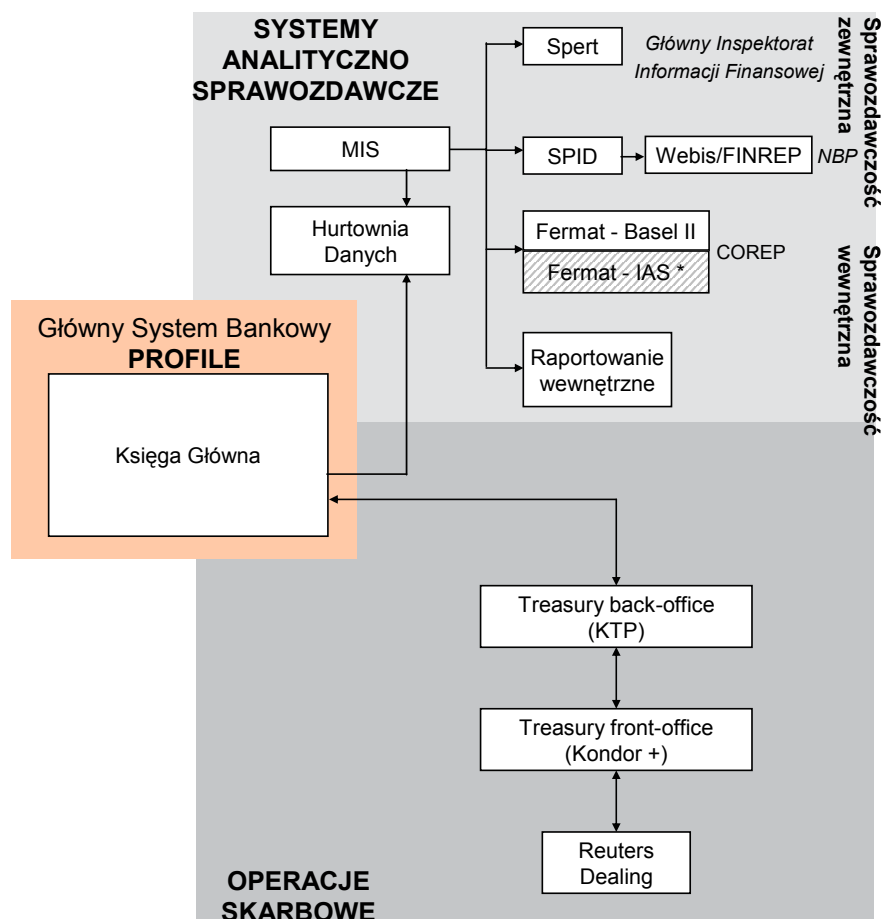 SYSTEMY
ANALITYCZNO
SPRAWOZDAWCZE
Spert
Główny Inspektorat
Informacji Finansowej
Sprawozdawczość
zewnętrzna
MIS
SPID
Webis/FINREP
NBP
Hurtownia
Danych
Fermat - Basel II
Fermat - IAS *
COREP
Sprawozdawczość
wewnętrzna
Główny System Bankowy
PROFILE
Raportowanie
wewnętrzne
Księga Główna
Treasury back-office
(KTP)
Treasury front-office
(Kondor +)
Reuters
Dealing
OPERACJE
SKARBOWE